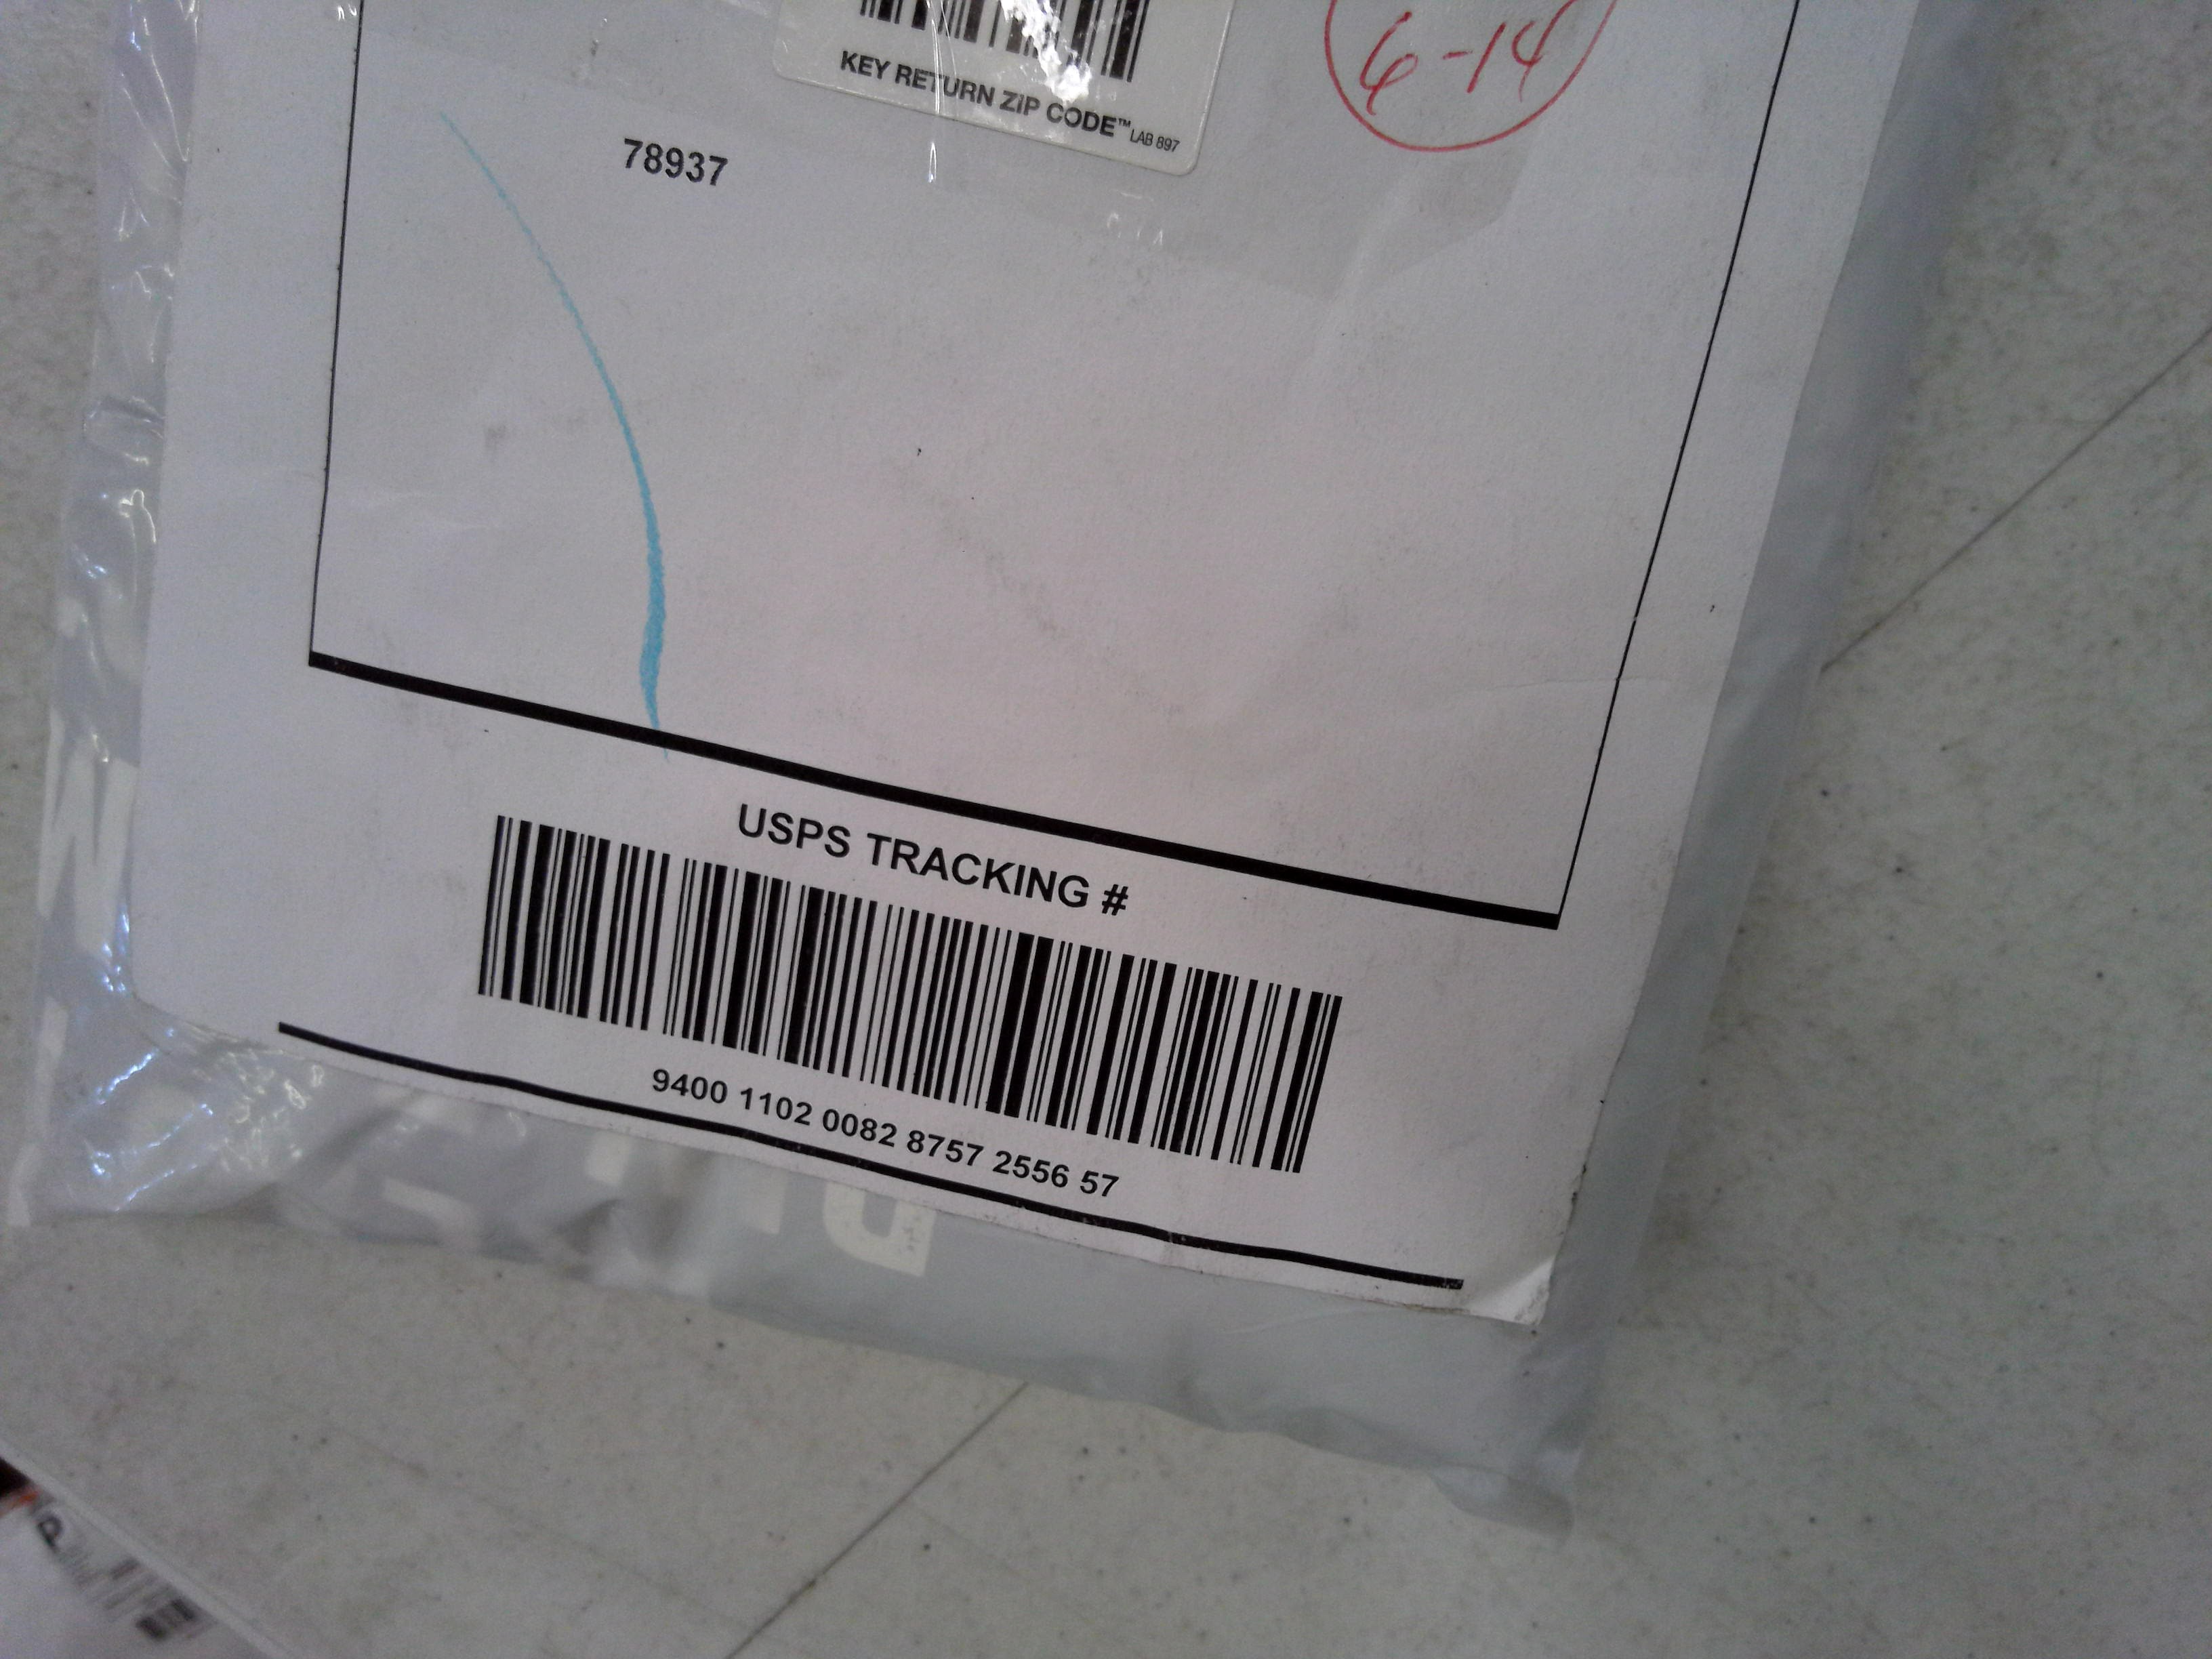 6-14
KEY RETURN ZIP CODE™ LAB 897
78937
USPS TRACKING #
9400 1102 0082 8757 2556 57